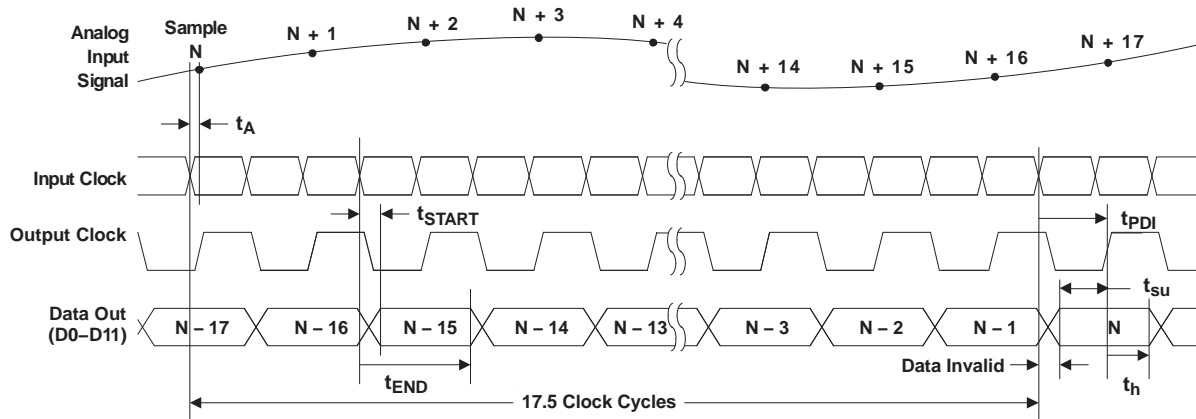 Analog
Input
Signal
Sample
N
N + 1
N + 2
N + 3
N + 4
N + 14
N + 15
N + 16
N + 17
tA
Input Clock
tSTART
tPDI
Output Clock
tsu
Data Out
(D0–D11)
N – 17
N – 16
N – 15
N – 14
N – 13
N – 3
N – 2
N – 1
N
Data Invalid
tEND
th
17.5 Clock Cycles